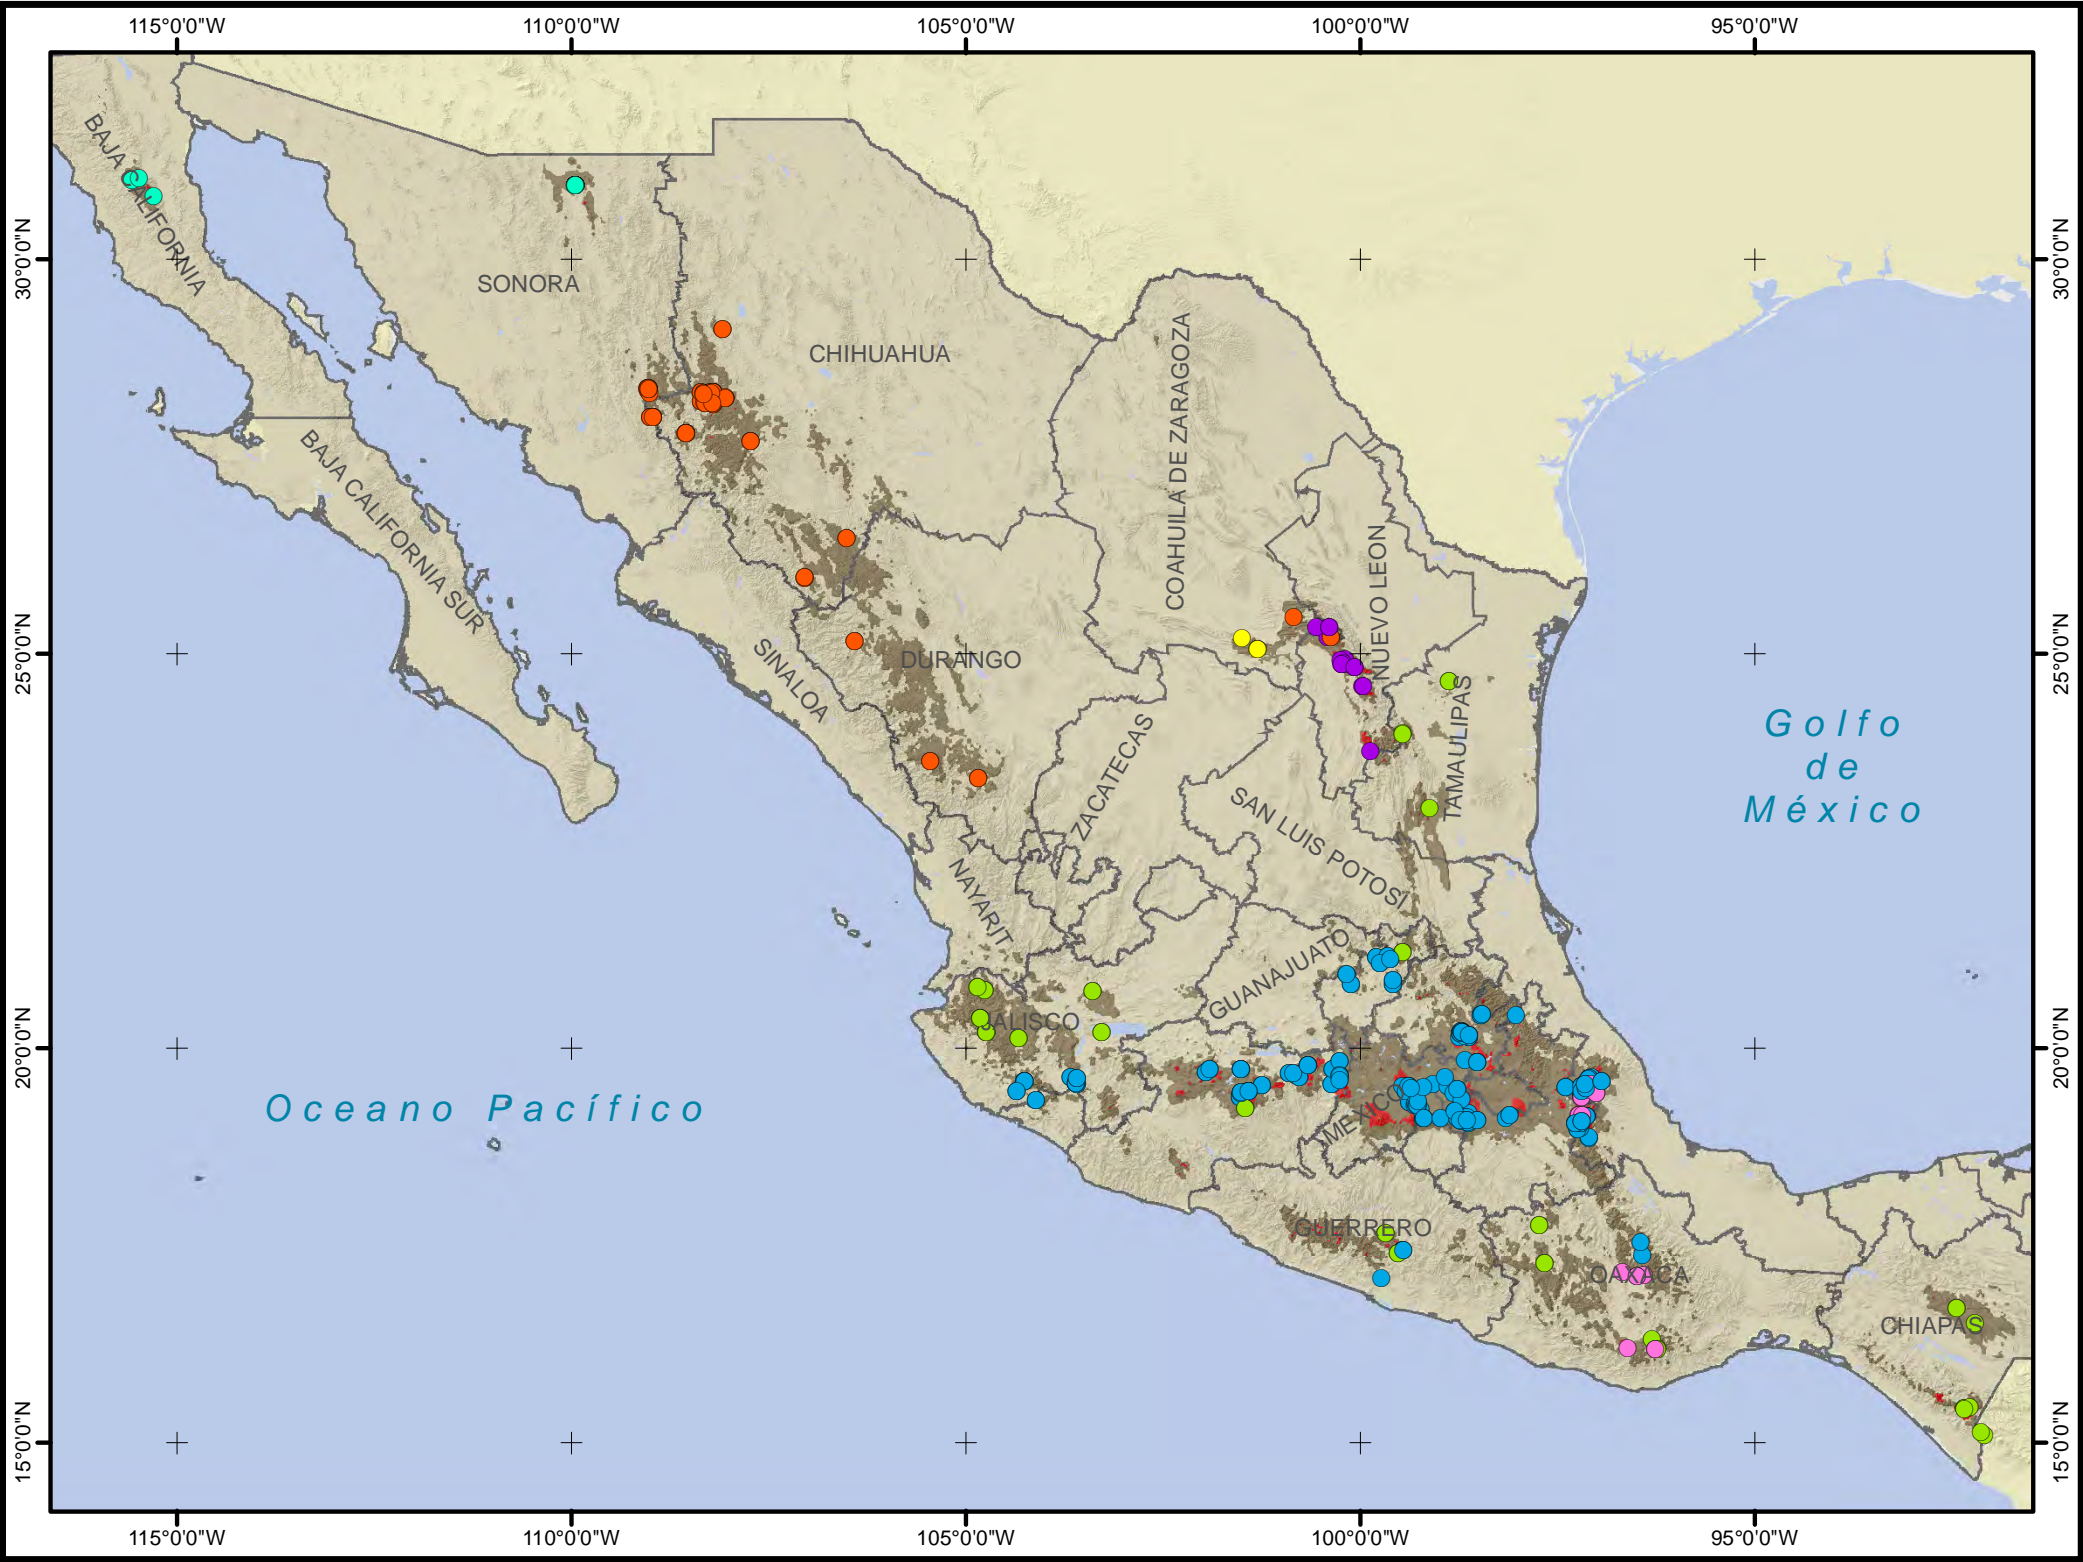 115°0'0"W
110°0'0"W
105°0'0"W
100°0'0"W
95°0'0"W
30°0'0"N
30°0'0"N
25°0'0"N
25°0'0"N
20°0'0"N
20°0'0"N
15°0'0"N
15°0'0"N
BAJA CALIFORNIA
SONORA
CHIHUAHUA
COAHUILA DE ZARAGOZA
BAJA CALIFORNIA SUR
NUEVO LEON
SINALOA
DURANGO
TAMAULIPAS
Golfo
de
México
ZACATECAS
SAN LUIS POTOSÍ
NAYARIT
GUANAJUATO
JALISCO
Oceano Pacífico
MEXICO
GUERRERO
OAXACA
CHIAPAS
115°0'0"W
110°0'0"W
105°0'0"W
100°0'0"W
95°0'0"W